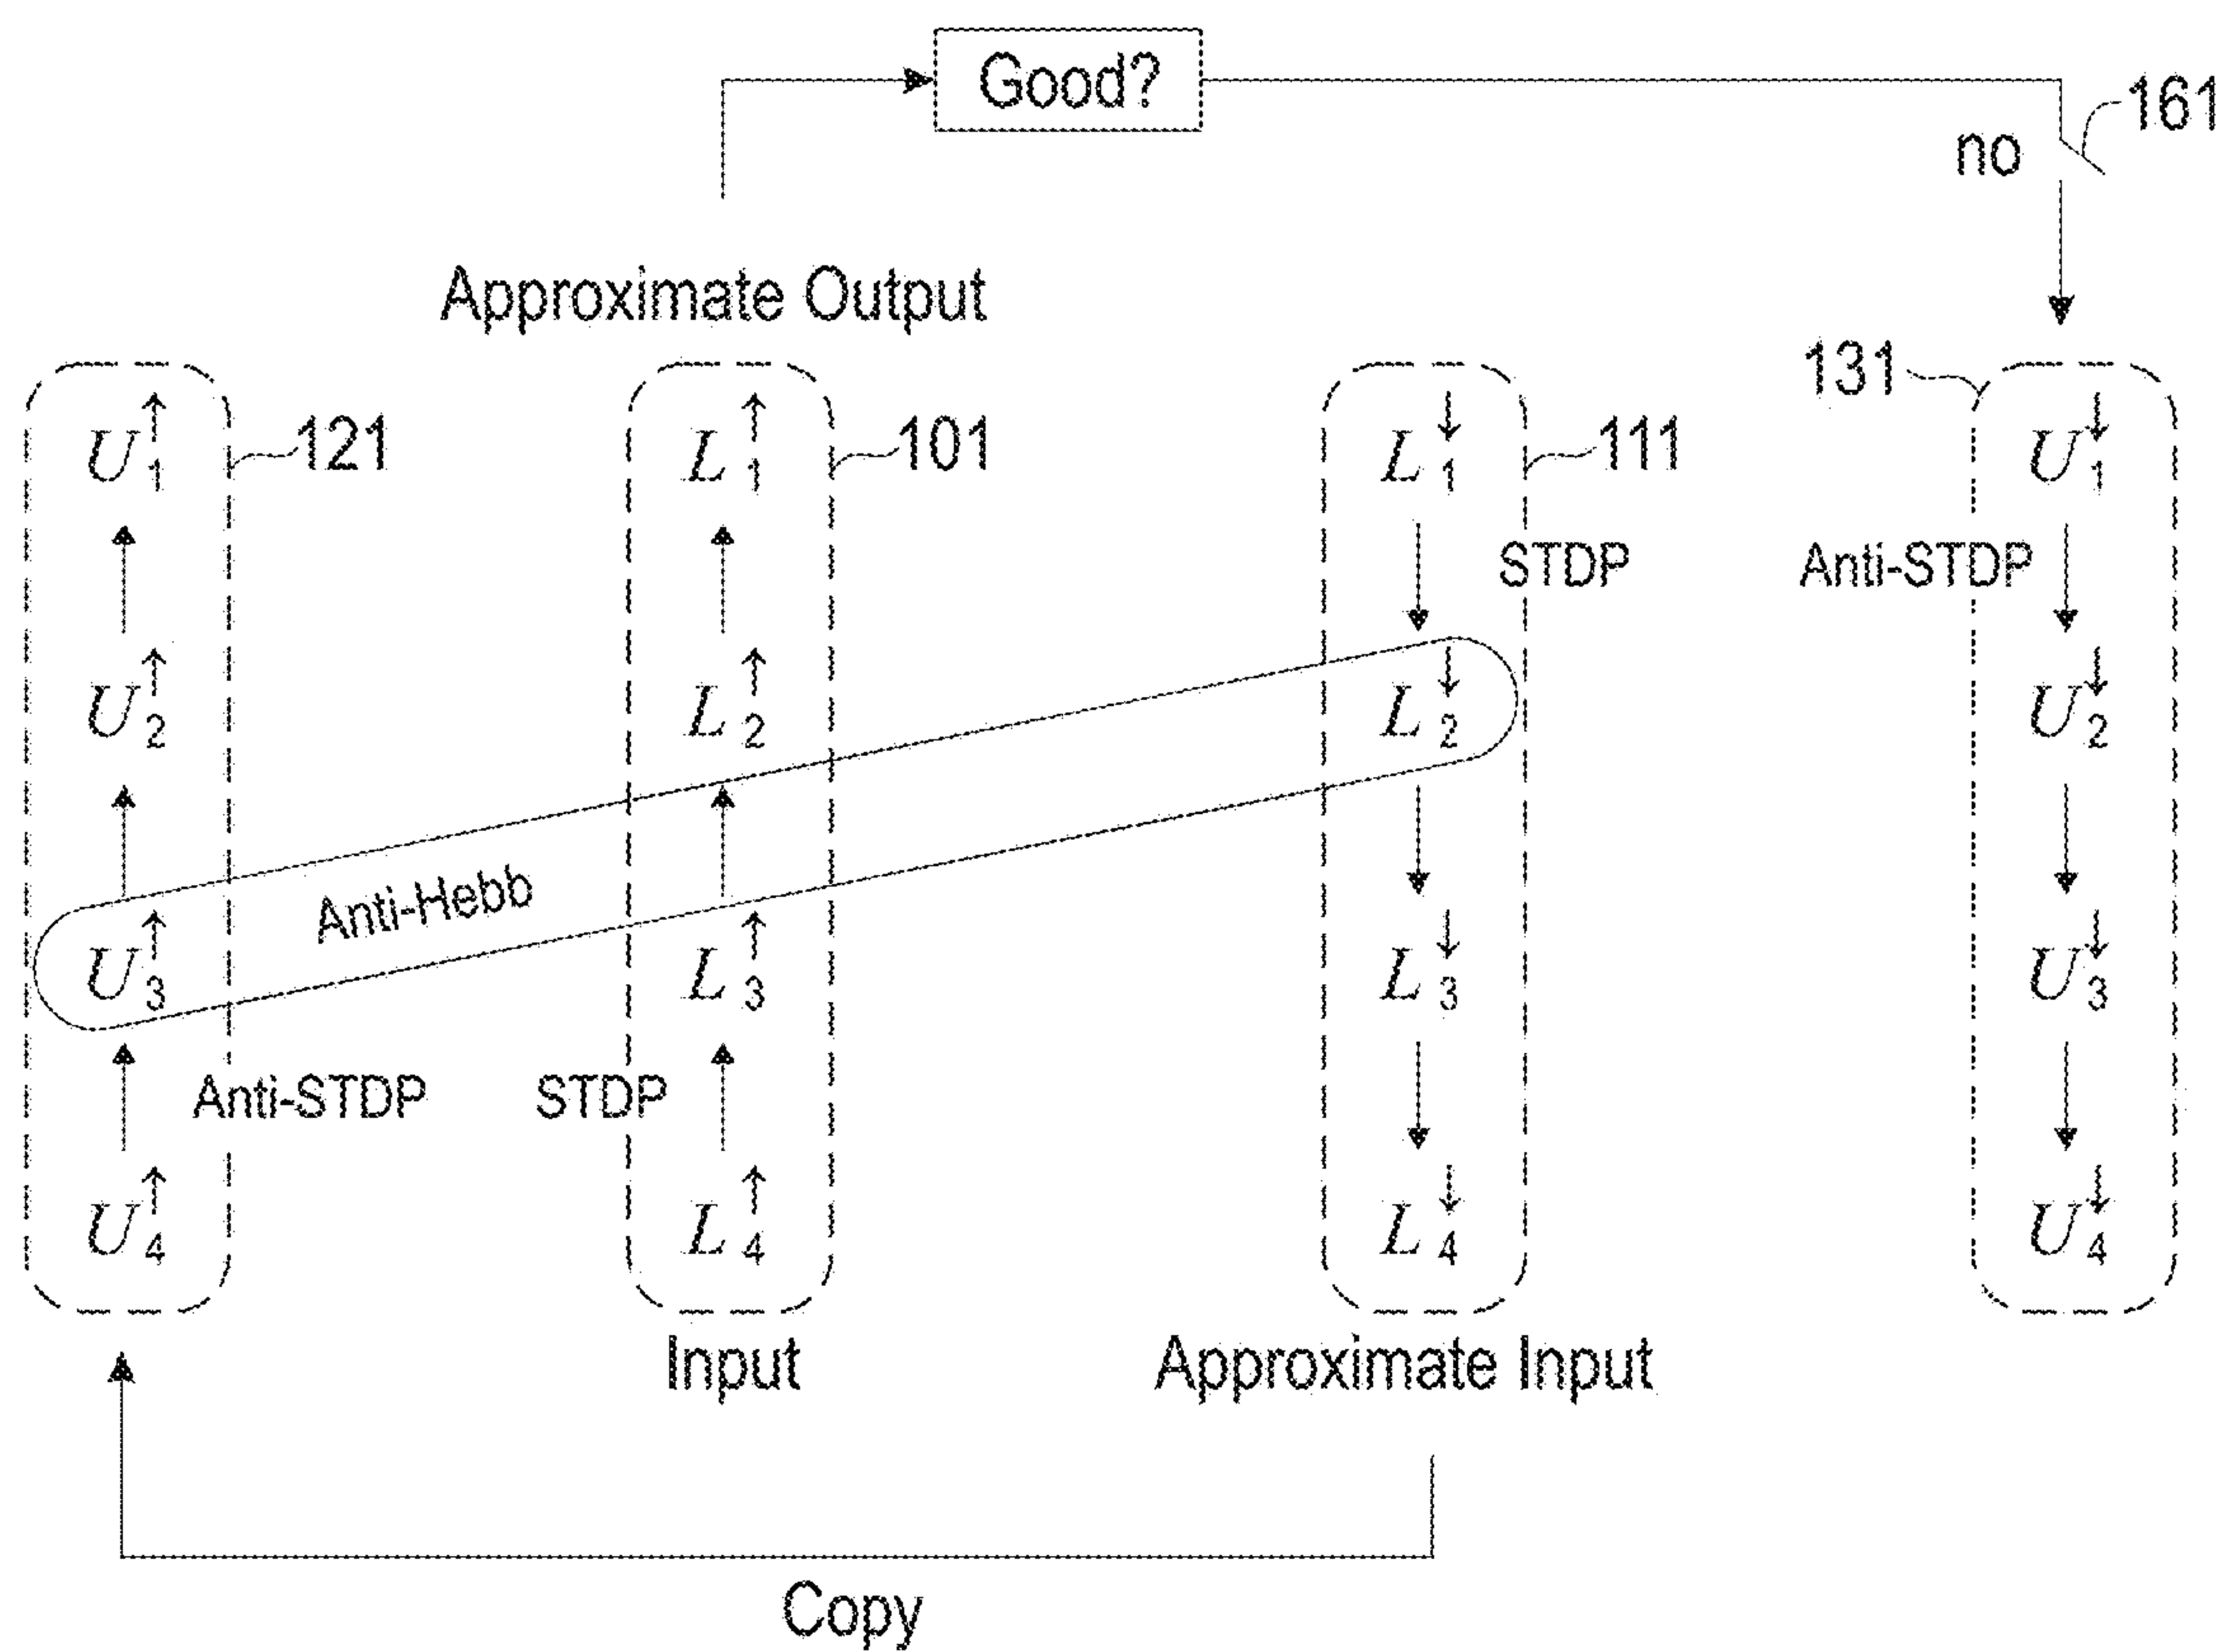 Good?
161
no
Approximate Output
131
U↑1
121
L↑1
101
L↓1
111
U↓1
STDP
Anti-STDP
U↑2
L↑2
L↓2
U↓2
Anti-Hebb
U↑3
L↑3
L↓3
U↓3
Anti-STDP
STDP
U↑4
L↑4
L↓4
U↓4
Input
Approximate Input
Copy